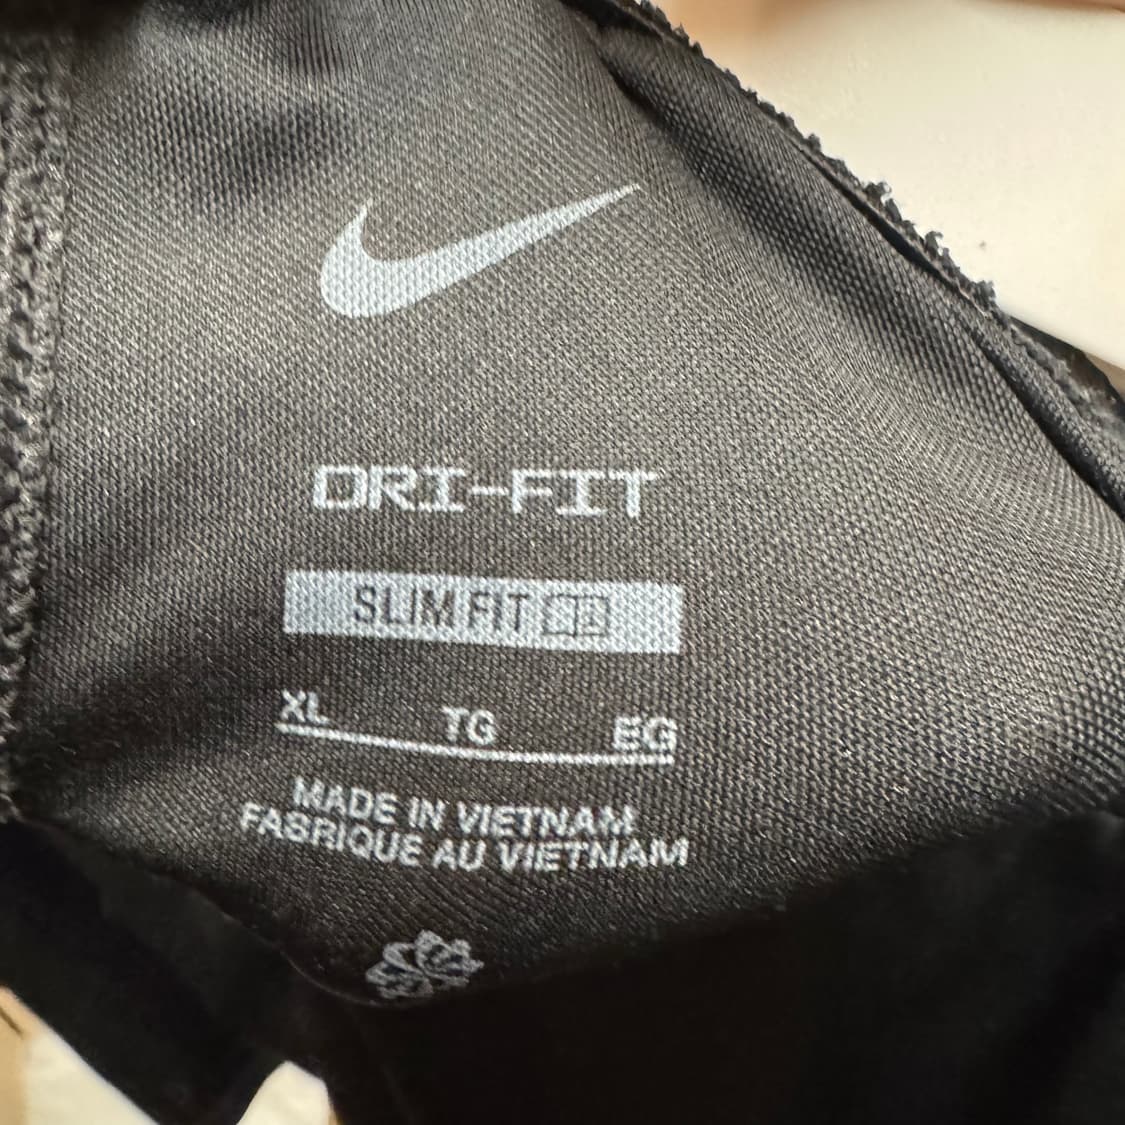 DRI-FIT
SLIM FIT
XL TG EG
MADE IN VIETNAM
FABRIQUE AU VIETNAM